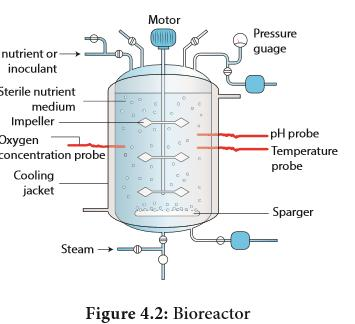 Motor
Pressure
guage
nutrient or
inoculant
Sterile nutrient
medium
Impeller
Oxygen
concentration probe
Cooling
jacket
pH probe
Temperature
probe
Sparger
Steam
Figure 4.2: Bioreactor